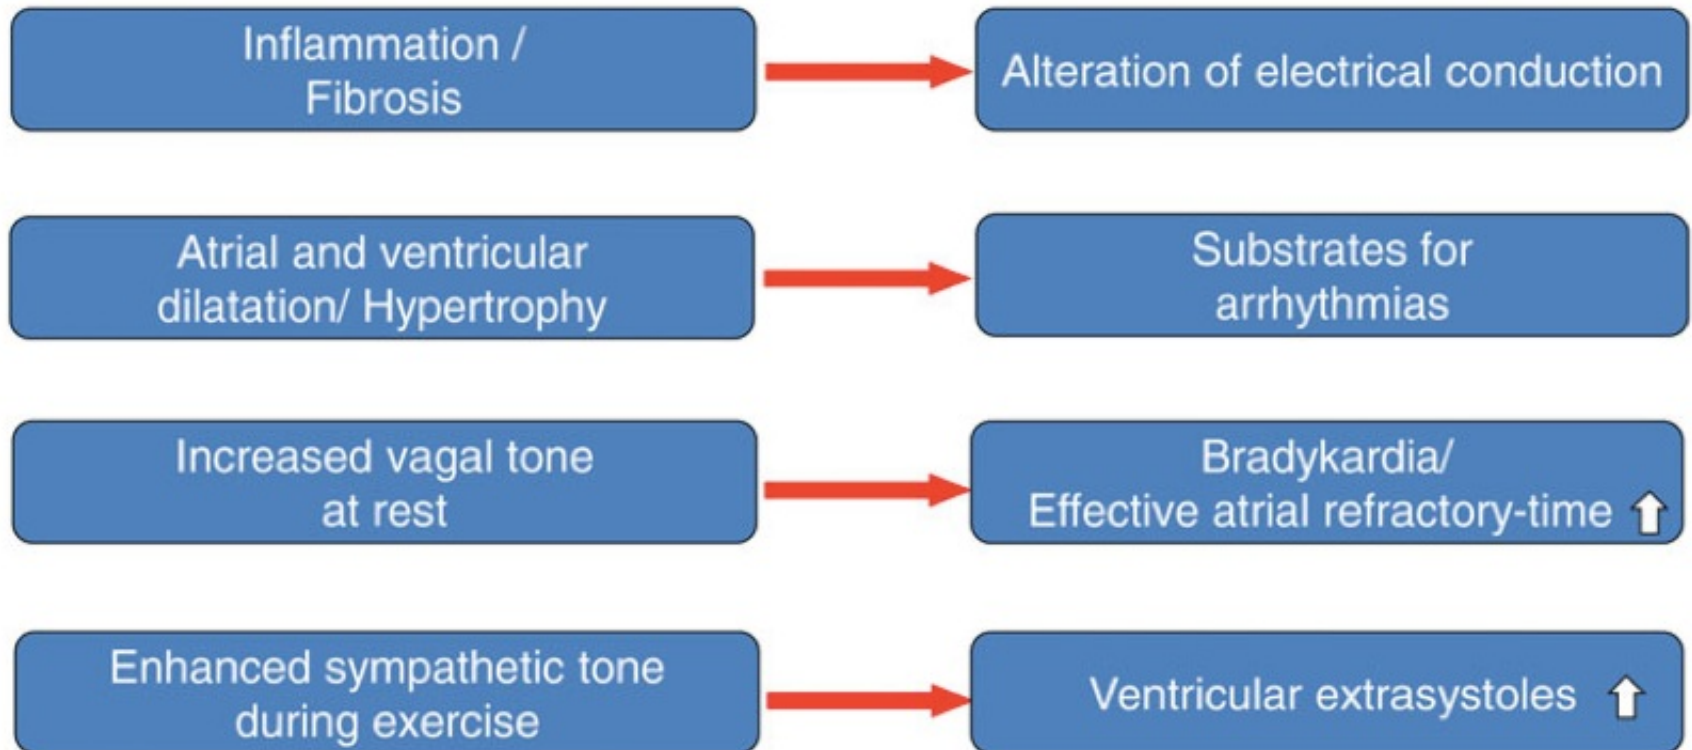 Inflammation /
Fibrosis
Alteration of electrical conduction
Atrial and ventricular
dilatation/ Hypertrophy
Substrates for
arrhythmias
Increased vagal tone
at rest
Bradykardia/
Effective atrial refractory-time
Enhanced sympathetic tone
during exercise
Ventricular extrasystoles